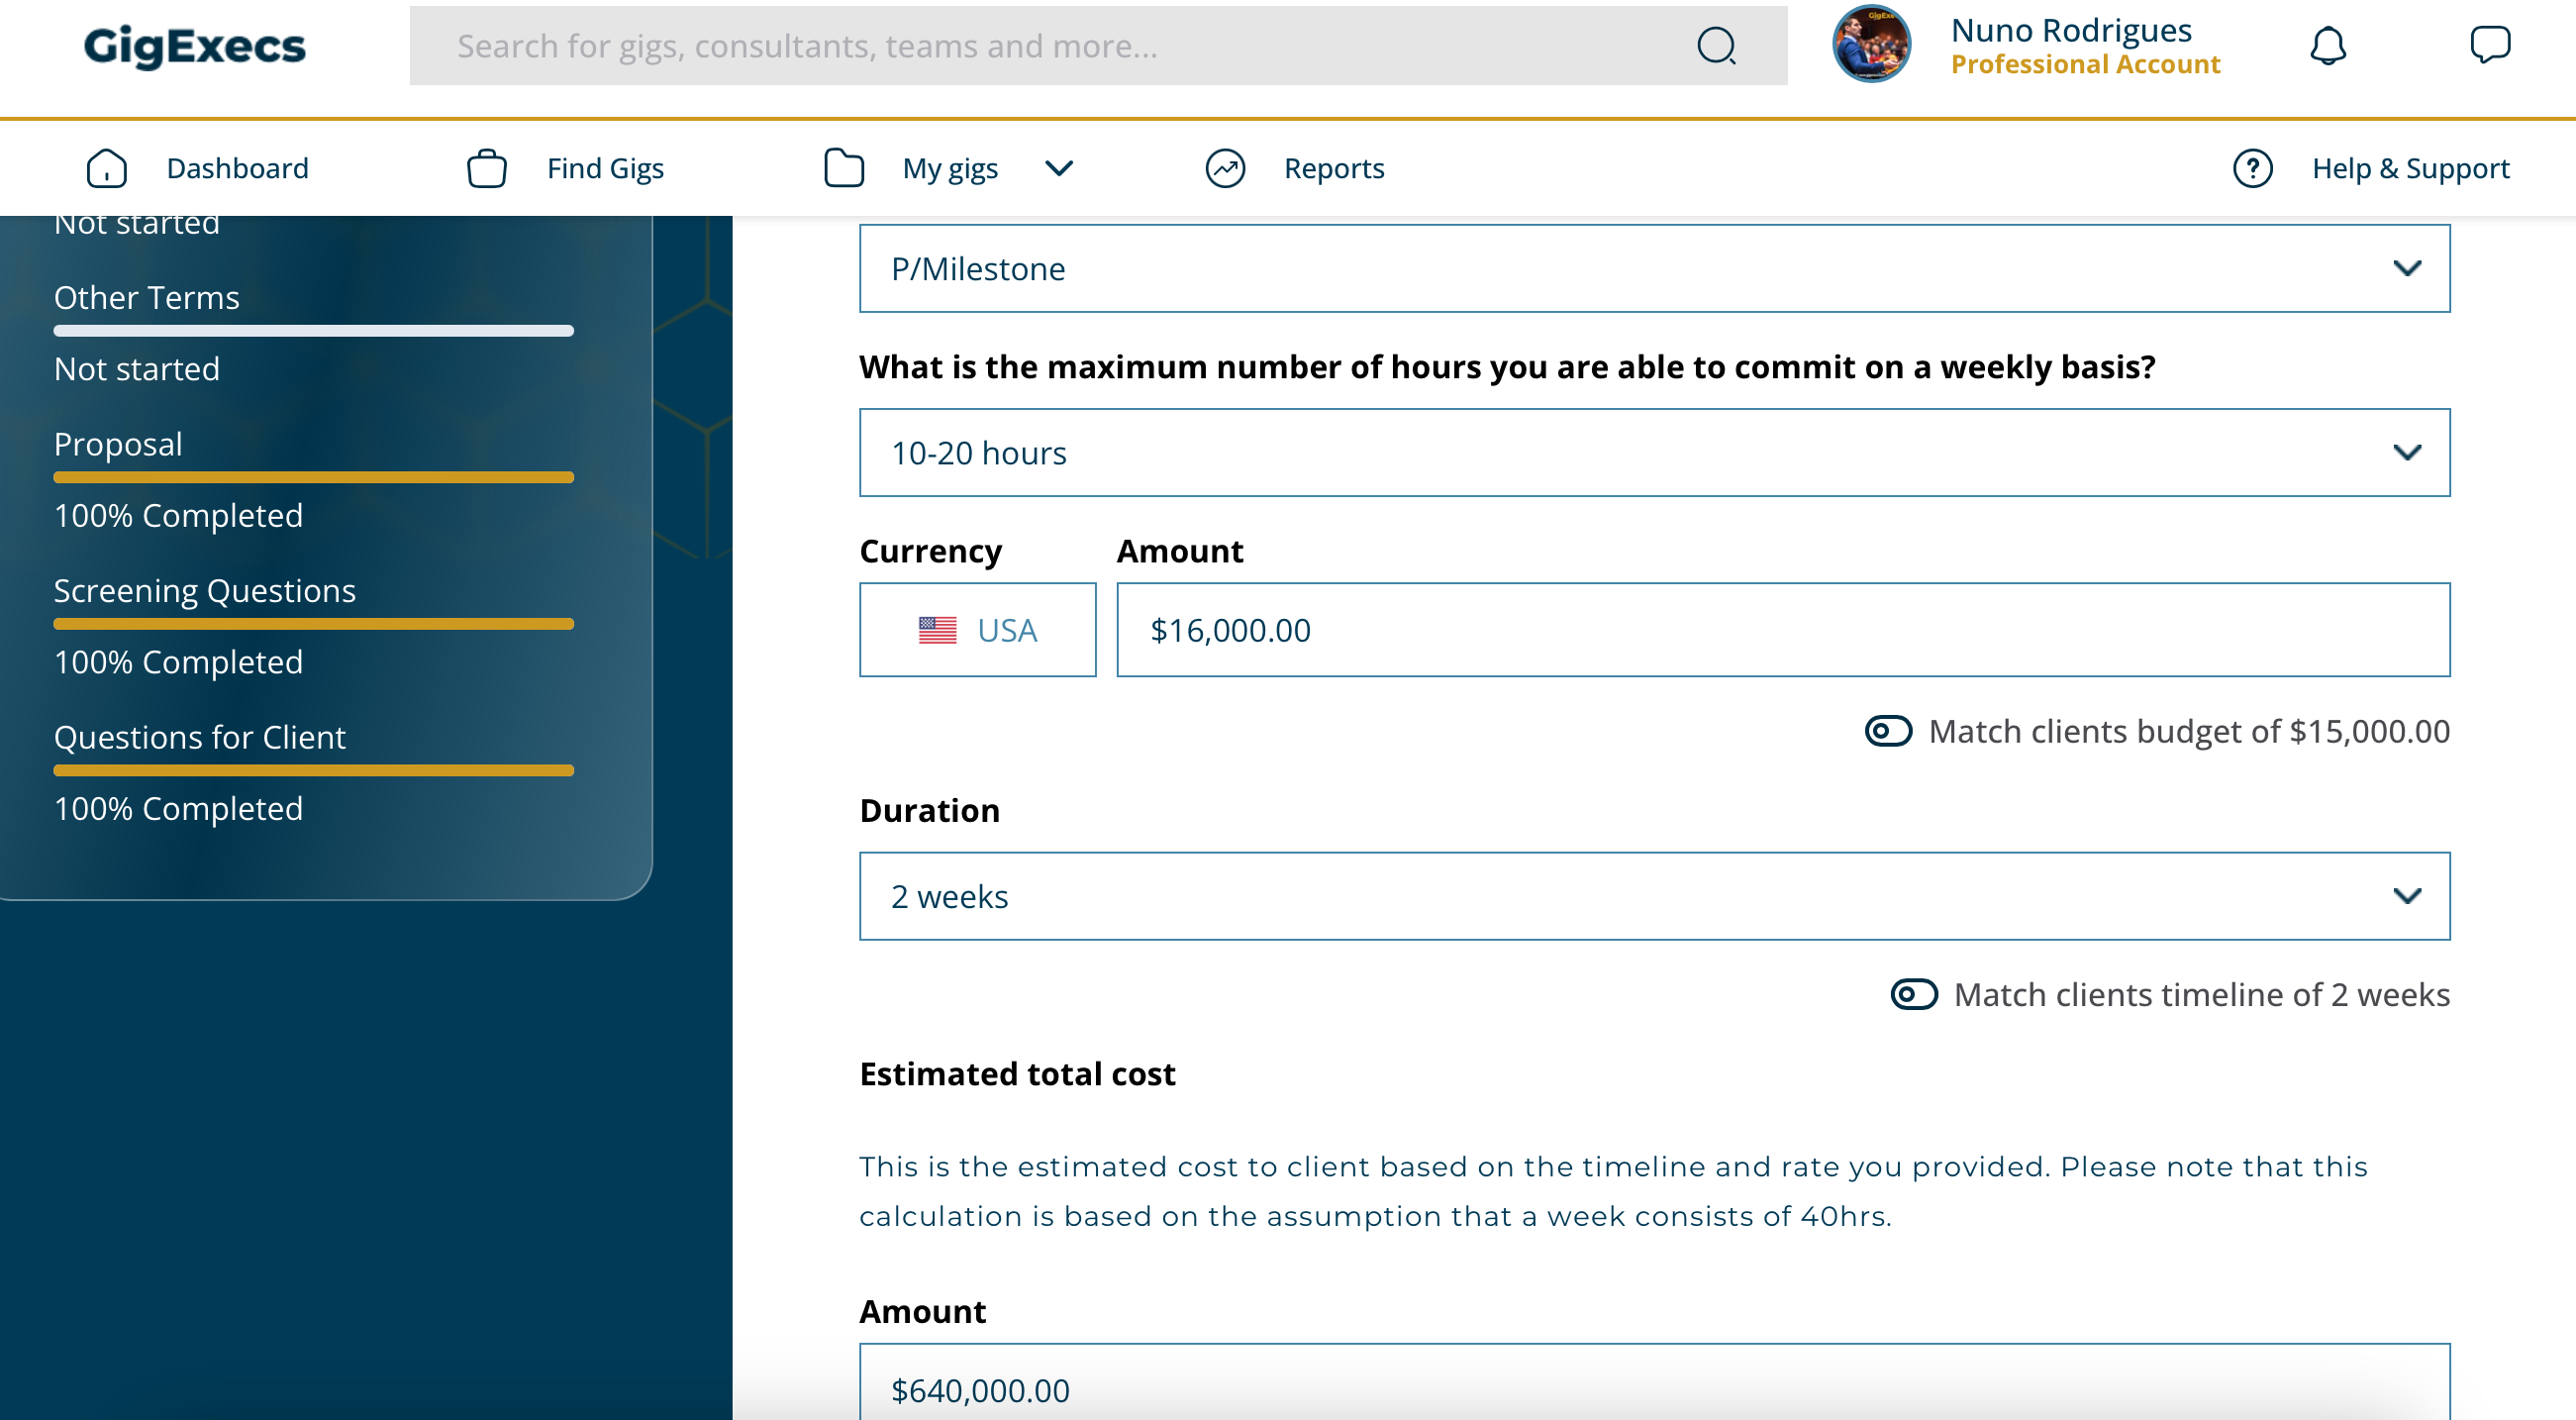 GigExecs
Search for gigs, consultants, teams and more...
Nuno Rodrigues
Professional Account
Dashboard
Find Gigs
My gigs
Reports
Help & Support
Not started
Other Terms
Not started
Proposal
100% Completed
Screening Questions
100% Completed
Questions for Client
100% Completed
P/Milestone
What is the maximum number of hours you are able to commit on a weekly basis?
10-20 hours
Currency
Amount
USA
$16,000.00
Match clients budget of $15,000.00
Duration
2 weeks
Match clients timeline of 2 weeks
Estimated total cost
This is the estimated cost to client based on the timeline and rate you provided. Please note that this
calculation is based on the assumption that a week consists of 40hrs.
Amount
$640,000.00